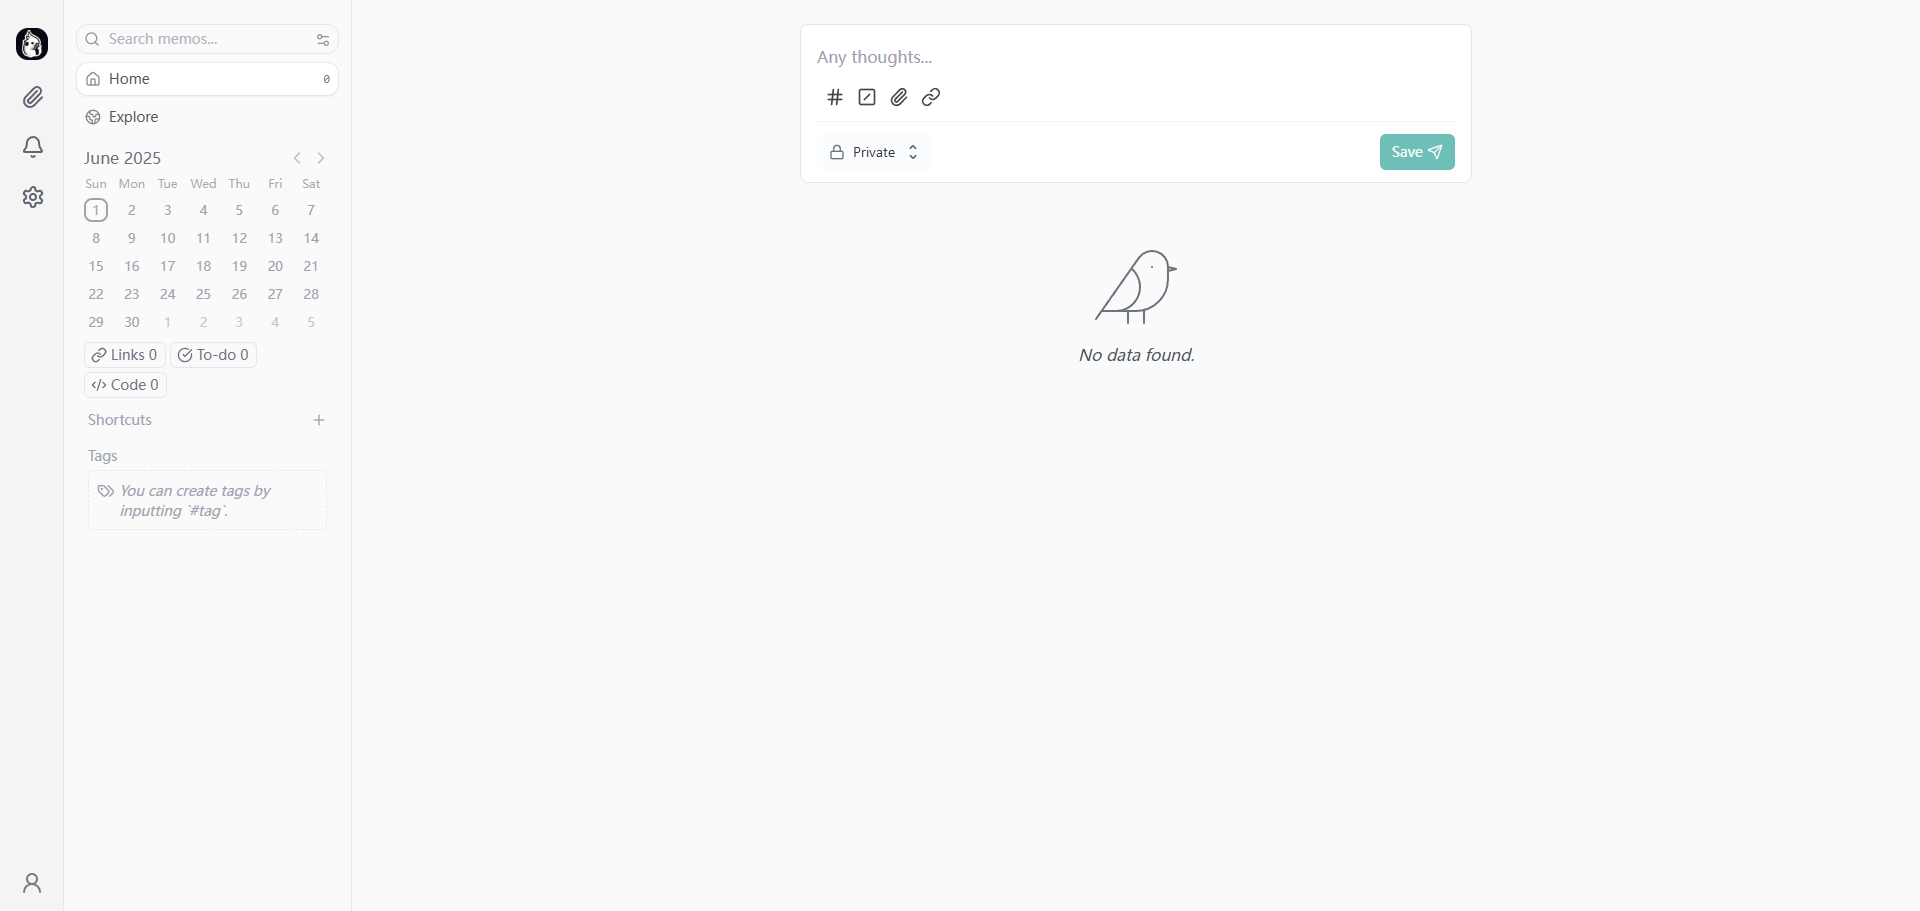 Search memos...
Home 0
Explore
June 2025
Sun Mon Tue Wed Thu Fri Sat
1 2 3 4 5 6 7
8 9 10 11 12 13 14
15 16 17 18 19 20 21
22 23 24 25 26 27 28
29 30 1 2 3 4 5
Links 0 To-do 0
Code 0
Shortcuts
Tags
You can create tags by
inputting `#tag`.
Any thoughts...
Private Save
No data found.